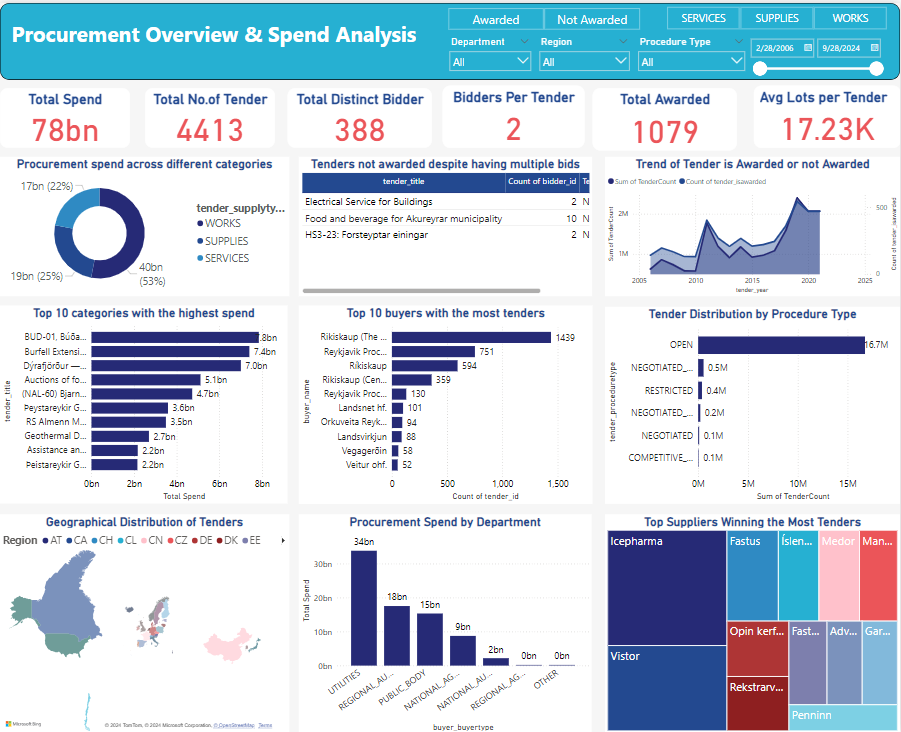 Procurement Overview & Spend Analysis
Awarded
Not Awarded
SERVICES
SUPPLIES
WORKS
Department
Region
Procedure Type
All
All
All
2/28/2006
9/28/2024
Total Spend
78bn
Total No.of Tender
4413
Total Distinct Bidder
388
Bidders Per Tender
2
Total Awarded
1079
Avg Lots per Tender
17.23K
Procurement spend across different categories
17bn (22%)
19bn (25%)
40bn
(53%)
tender_supplyty...
WORKS
SUPPLIES
SERVICES
Tenders not awarded despite having multiple bids
tender_title Count of bidder_id Te
Electrical Service for Buildings 2 N
Food and beverage for Akureyrar municipality 10 N
HS3-23: Forsteyptar einingar 2 N
Trend of Tender is Awarded or not Awarded
Sum of TenderCount Count of tender_isawarded
Sum of TenderCount
2M
1M
500
0
Count of tender_isawarded
2005 2010 2015 2020 2025
tender_year
Top 10 categories with the highest spend
tender_title
BUD-01, Búða... .8bn
Burfell Extensi... 7.4bn
Dýrafjörður —... 7.0bn
Auctions of fo... 5.1bn
(NAL-60) Bjarn... 4.7bn
Peystareykir G... 3.6bn
RS Almenn M... 3.5bn
Geothermal D... 2.7bn
Assistance an... 2.2bn
Peistareykir G... 2.2bn
0bn 2bn 4bn 6bn 8bn
Total Spend
Top 10 buyers with the most tenders
buyer_name
Rikiskaup (The ... 1439
Reykjavik Proc... 751
Rikiskaup 594
Rikiskaup (Cen... 359
Reykjavik Proc... 130
Landsnet hf. 101
Orkuveita Reyk... 94
Landsvirkjun 88
Vegagerðin 58
Veitur ohf. 52
0 500 1,000 1,500
Count of tender_id
Tender Distribution by Procedure Type
tender_proceduretype
OPEN 16.7M
NEGOTIATED_... 0.5M
RESTRICTED 0.4M
NEGOTIATED_... 0.2M
NEGOTIATED 0.1M
COMPETITIVE_... 0.1M
0M 5M 10M 15M
Sum of TenderCount
Geographical Distribution of Tenders
Region AT CA CH CL CN CZ DE DK EE
Microsoft Bing
© 2024 TomTom, © 2024 Microsoft Corporation, © OpenStreetMap Terms
Procurement Spend by Department
Total Spend
30bn
20bn
10bn
0bn
34bn
18bn
15bn
9bn
2bn
0bn
0bn
UTILITIES
REGIONAL_AU...
PUBLIC_BODY
NATIONAL_AG...
NATIONAL_AU...
REGIONAL_AG...
OTHER
buyer_buyertype
Top Suppliers Winning the Most Tenders
Icepharma
Vistor
Fastus
Íslen...
Medor
Man...
Opin kerf...
Rekstrarv...
Fast...
Adv...
Gar...
Penninn